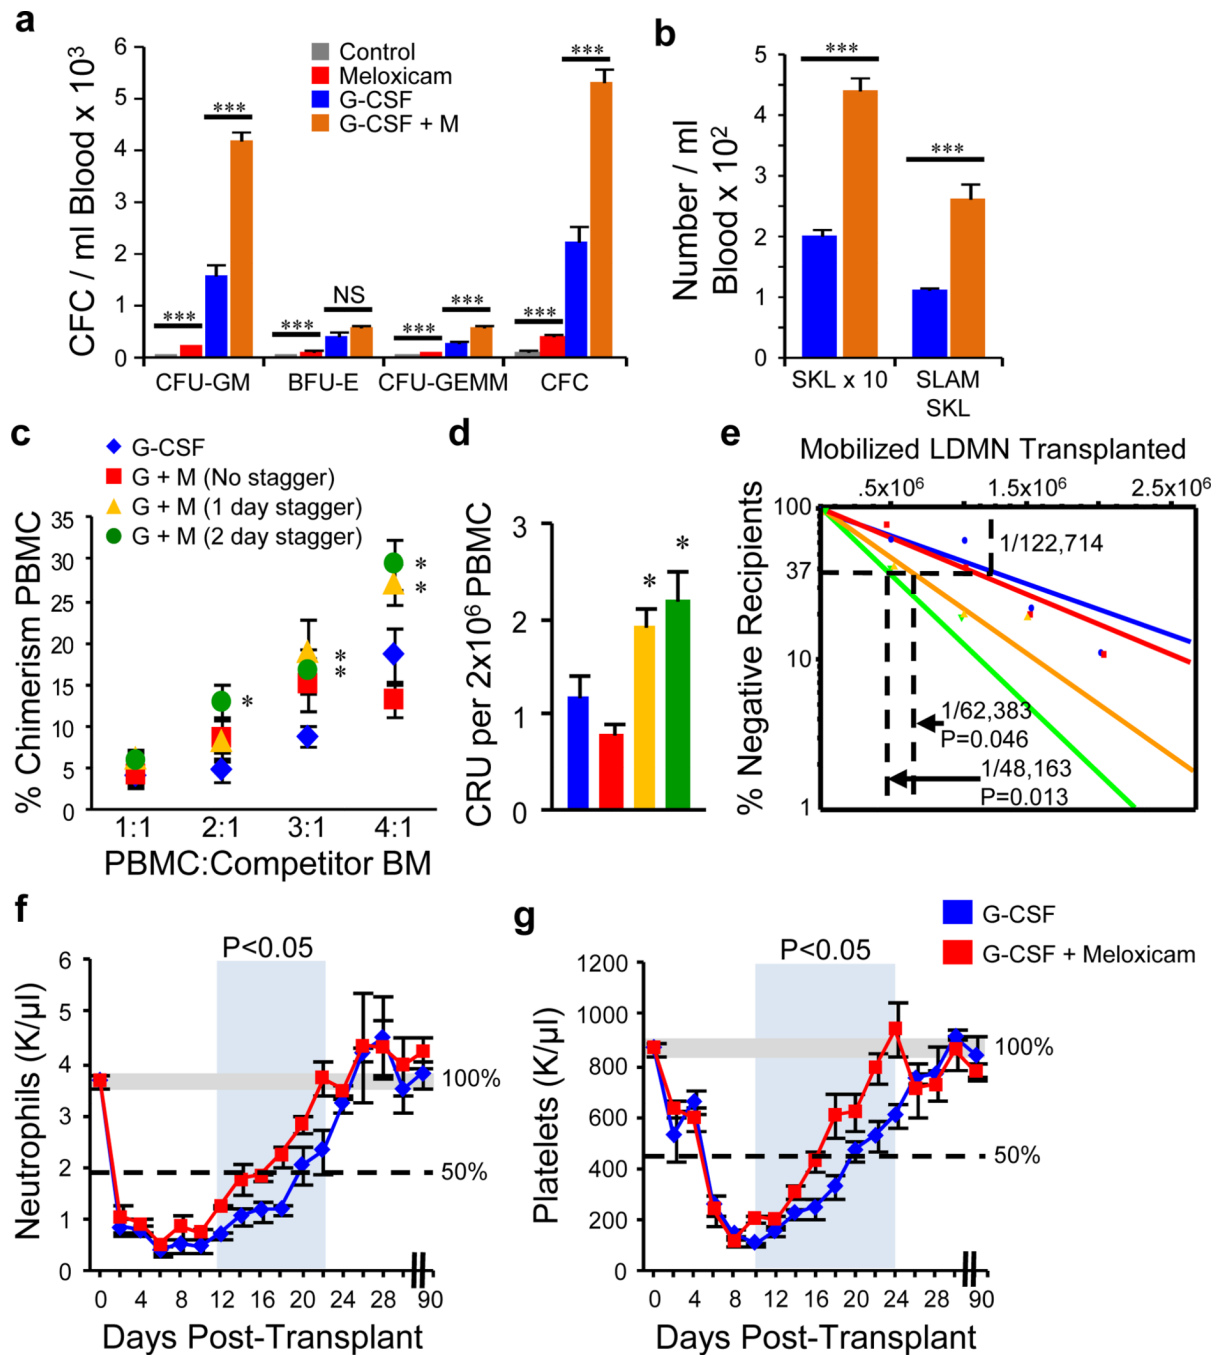 a
CFC / ml Blood x 10³
6
5
4
3
2
1
0
Control
Meloxicam
G-CSF
G-CSF + M
***
***
***
NS
***
***
***
***
CFU-GM
BFU-E
CFU-GEMM
CFC
b
Number / ml
Blood x 10²
5
4
3
2
1
0
***
***
SKL x 10
SLAM
SKL
c
G-CSF
G + M (No stagger)
G + M (1 day stagger)
G + M (2 day stagger)
% Chimerism PBMC
35
30
25
20
15
10
5
0
*
*
*
*
*
1:1
2:1
3:1
4:1
PBMC:Competitor BM
d
CRU per 2x10⁶ PBMC
3
2
1
0
*
*
e
Mobilized LDMN Transplanted
.5x10⁶
1.5x10⁶
2.5x10⁶
% Negative Recipients
100
37
10
1
1/122,714
1/62,383
P=0.046
1/48,163
P=0.013
f
P<0.05
Neutrophils (K/µl)
6
5
4
3
2
1
0
100%
50%
0
4
8
12
16
20
24
28
90
Days Post-Transplant
g
G-CSF
G-CSF + Meloxicam
P<0.05
Platelets (K/µl)
1200
1000
800
600
400
200
0
100%
50%
0
4
8
12
16
20
24
28
90
Days Post-Transplant